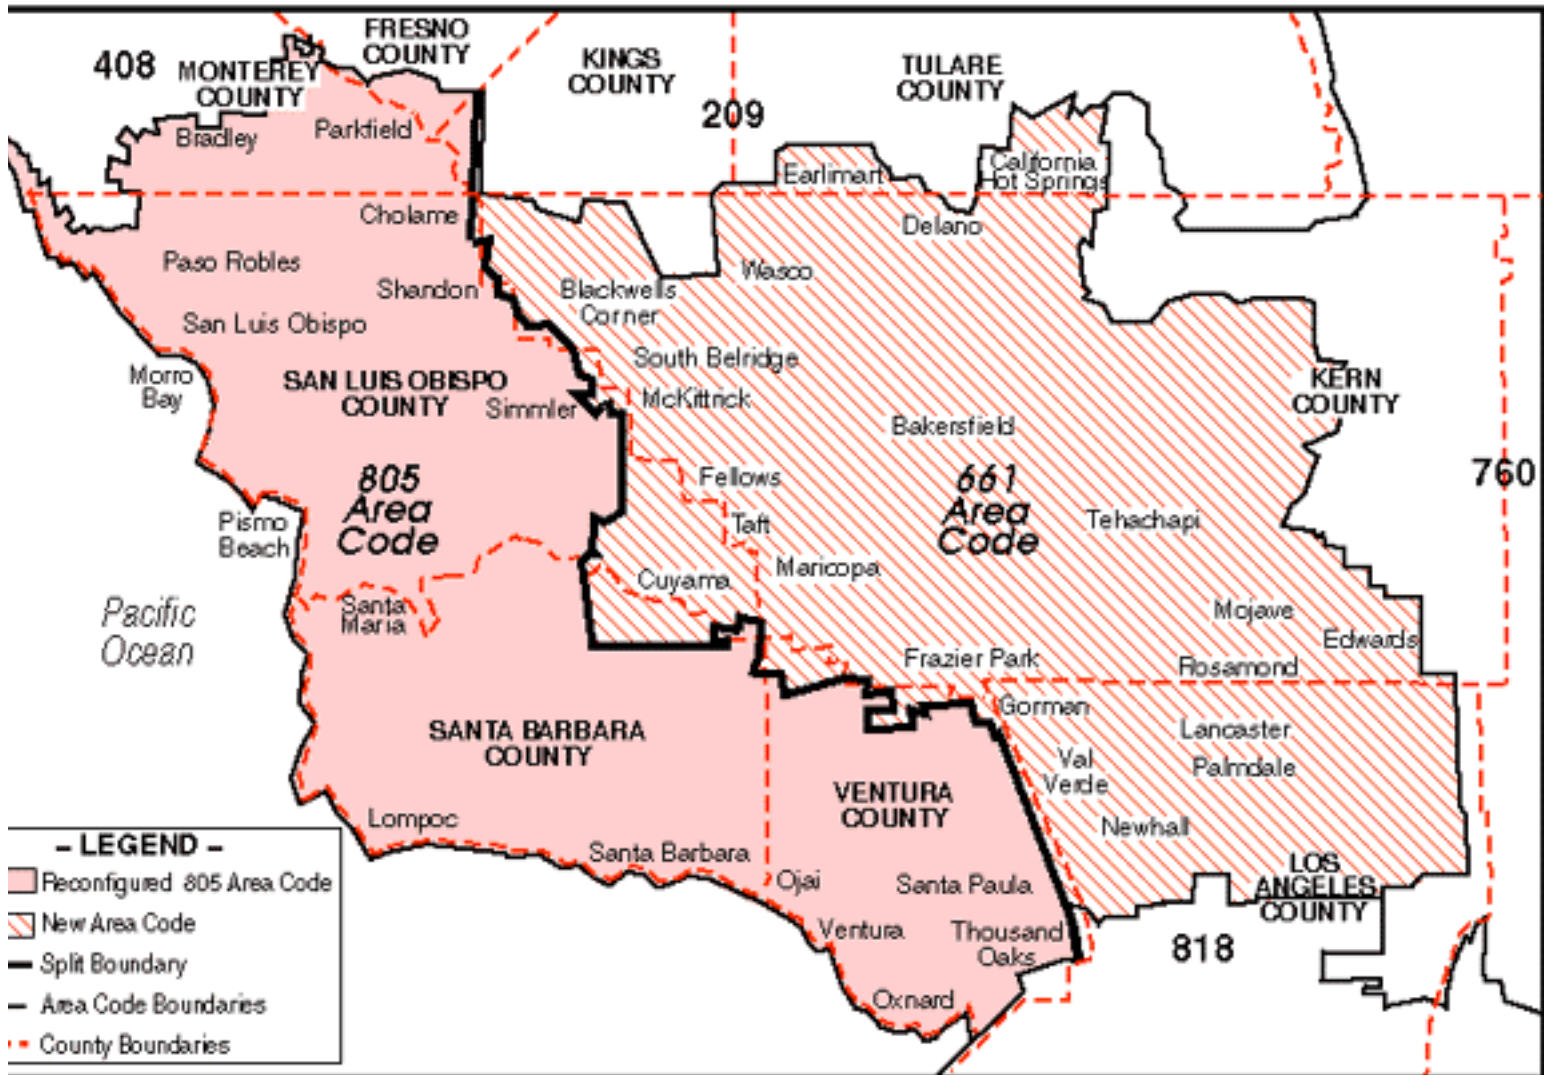 FRESNO
COUNTY
408
MONTEREY
COUNTY
KINGS
COUNTY
TULARE
COUNTY
209
Bradley
Parkfield
Earlimart
California
Hot Springs
Cholame
Delano
Paso Robles
Shandon
Blackwells
Corner
Wasco
San Luis Obispo
South Belridge
Morro
Bay
SAN LUIS OBISPO
COUNTY
Simmler
McKittrick
KERN
COUNTY
Bakersfield
805
Area
Code
Fellows
661
Area
Code
760
Pismo
Beach
Taft
Tehachapi
Cuyama
Maricopa
Pacific
Ocean
Santa
Maria
Mojave
Edwards
Frazier Park
Rosamond
Gorman
SANTA BARBARA
COUNTY
Lancaster
Val
Verde
Palmdale
VENTURA
COUNTY
Lompoc
Newhall
Santa Barbara
Ojai
Santa Paula
LOS
ANGELES
COUNTY
Ventura
Thousand
Oaks
818
Oxnard
– LEGEND –
Reconfigured 805 Area Code
New Area Code
Split Boundary
Area Code Boundaries
County Boundaries